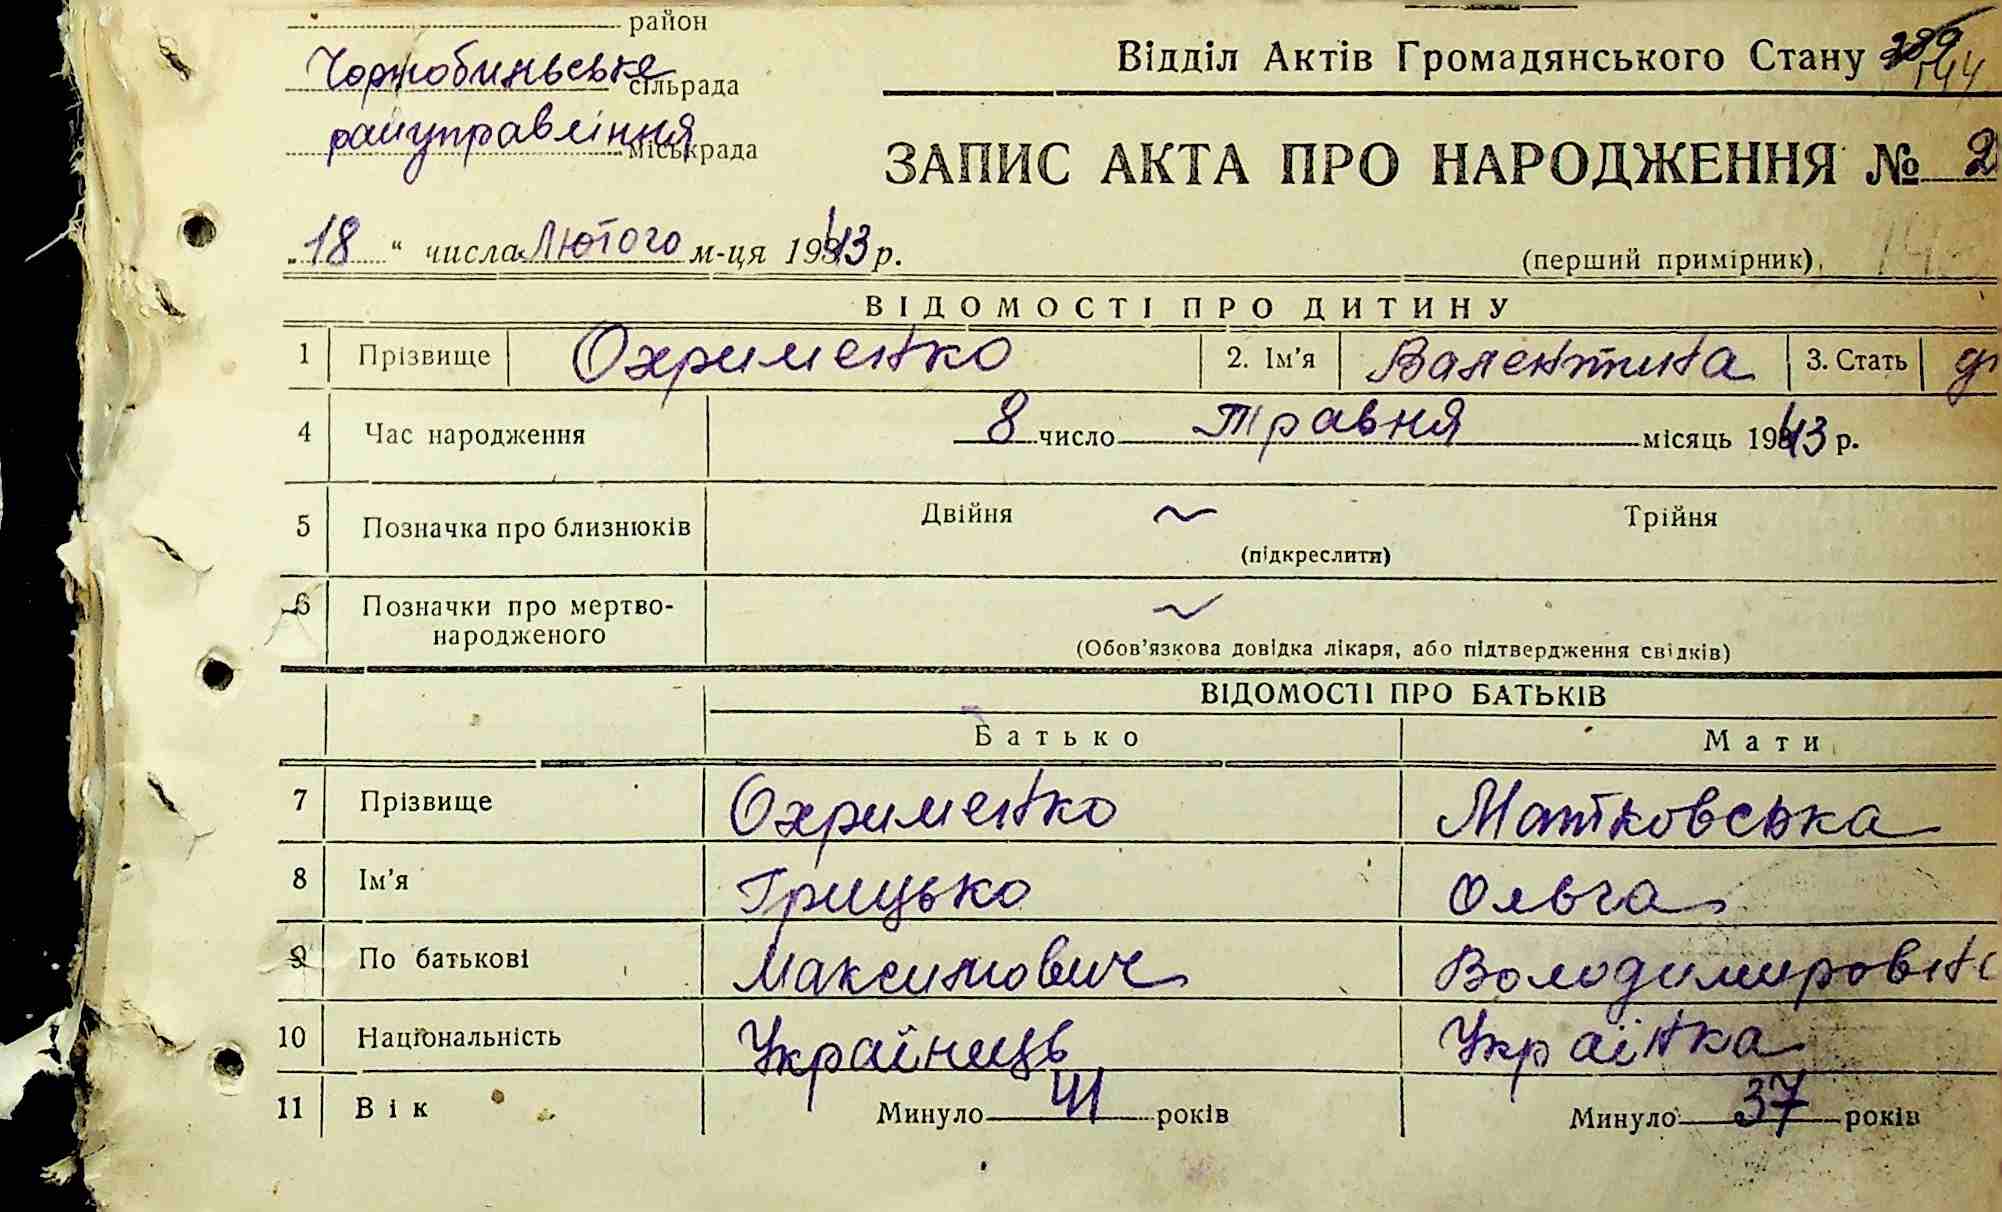 район
Чорнобильське сільрада
райуправління міськрада
Відділ Актів Громадянського Стану
ЗАПИС АКТА ПРО НАРОДЖЕННЯ № 2
„18“ числа Лютого м-ця 1943 р.
(перший примірник)
ВІДОМОСТІ ПРО ДИТИНУ
1 Прізвище Охрименко 2. Ім'я Валентина 3. Стать
4 Час народження 8 число травня місяць 1943 р.
5 Позначка про близнюків Двійня ~ Трійня
(підкреслити)
6 Позначки про мертво-
народженого ~
(Обов'язкова довідка лікаря, або підтвердження свідків)
ВІДОМОСТІ ПРО БАТЬКІВ
Батько Мати
7 Прізвище Охрименко Матковська
8 Ім'я Грицько Ольга
9 По батькові Максимович Володимировн
10 Національність Українець Українка
11 Вік Минуло 41 років Минуло 37 років